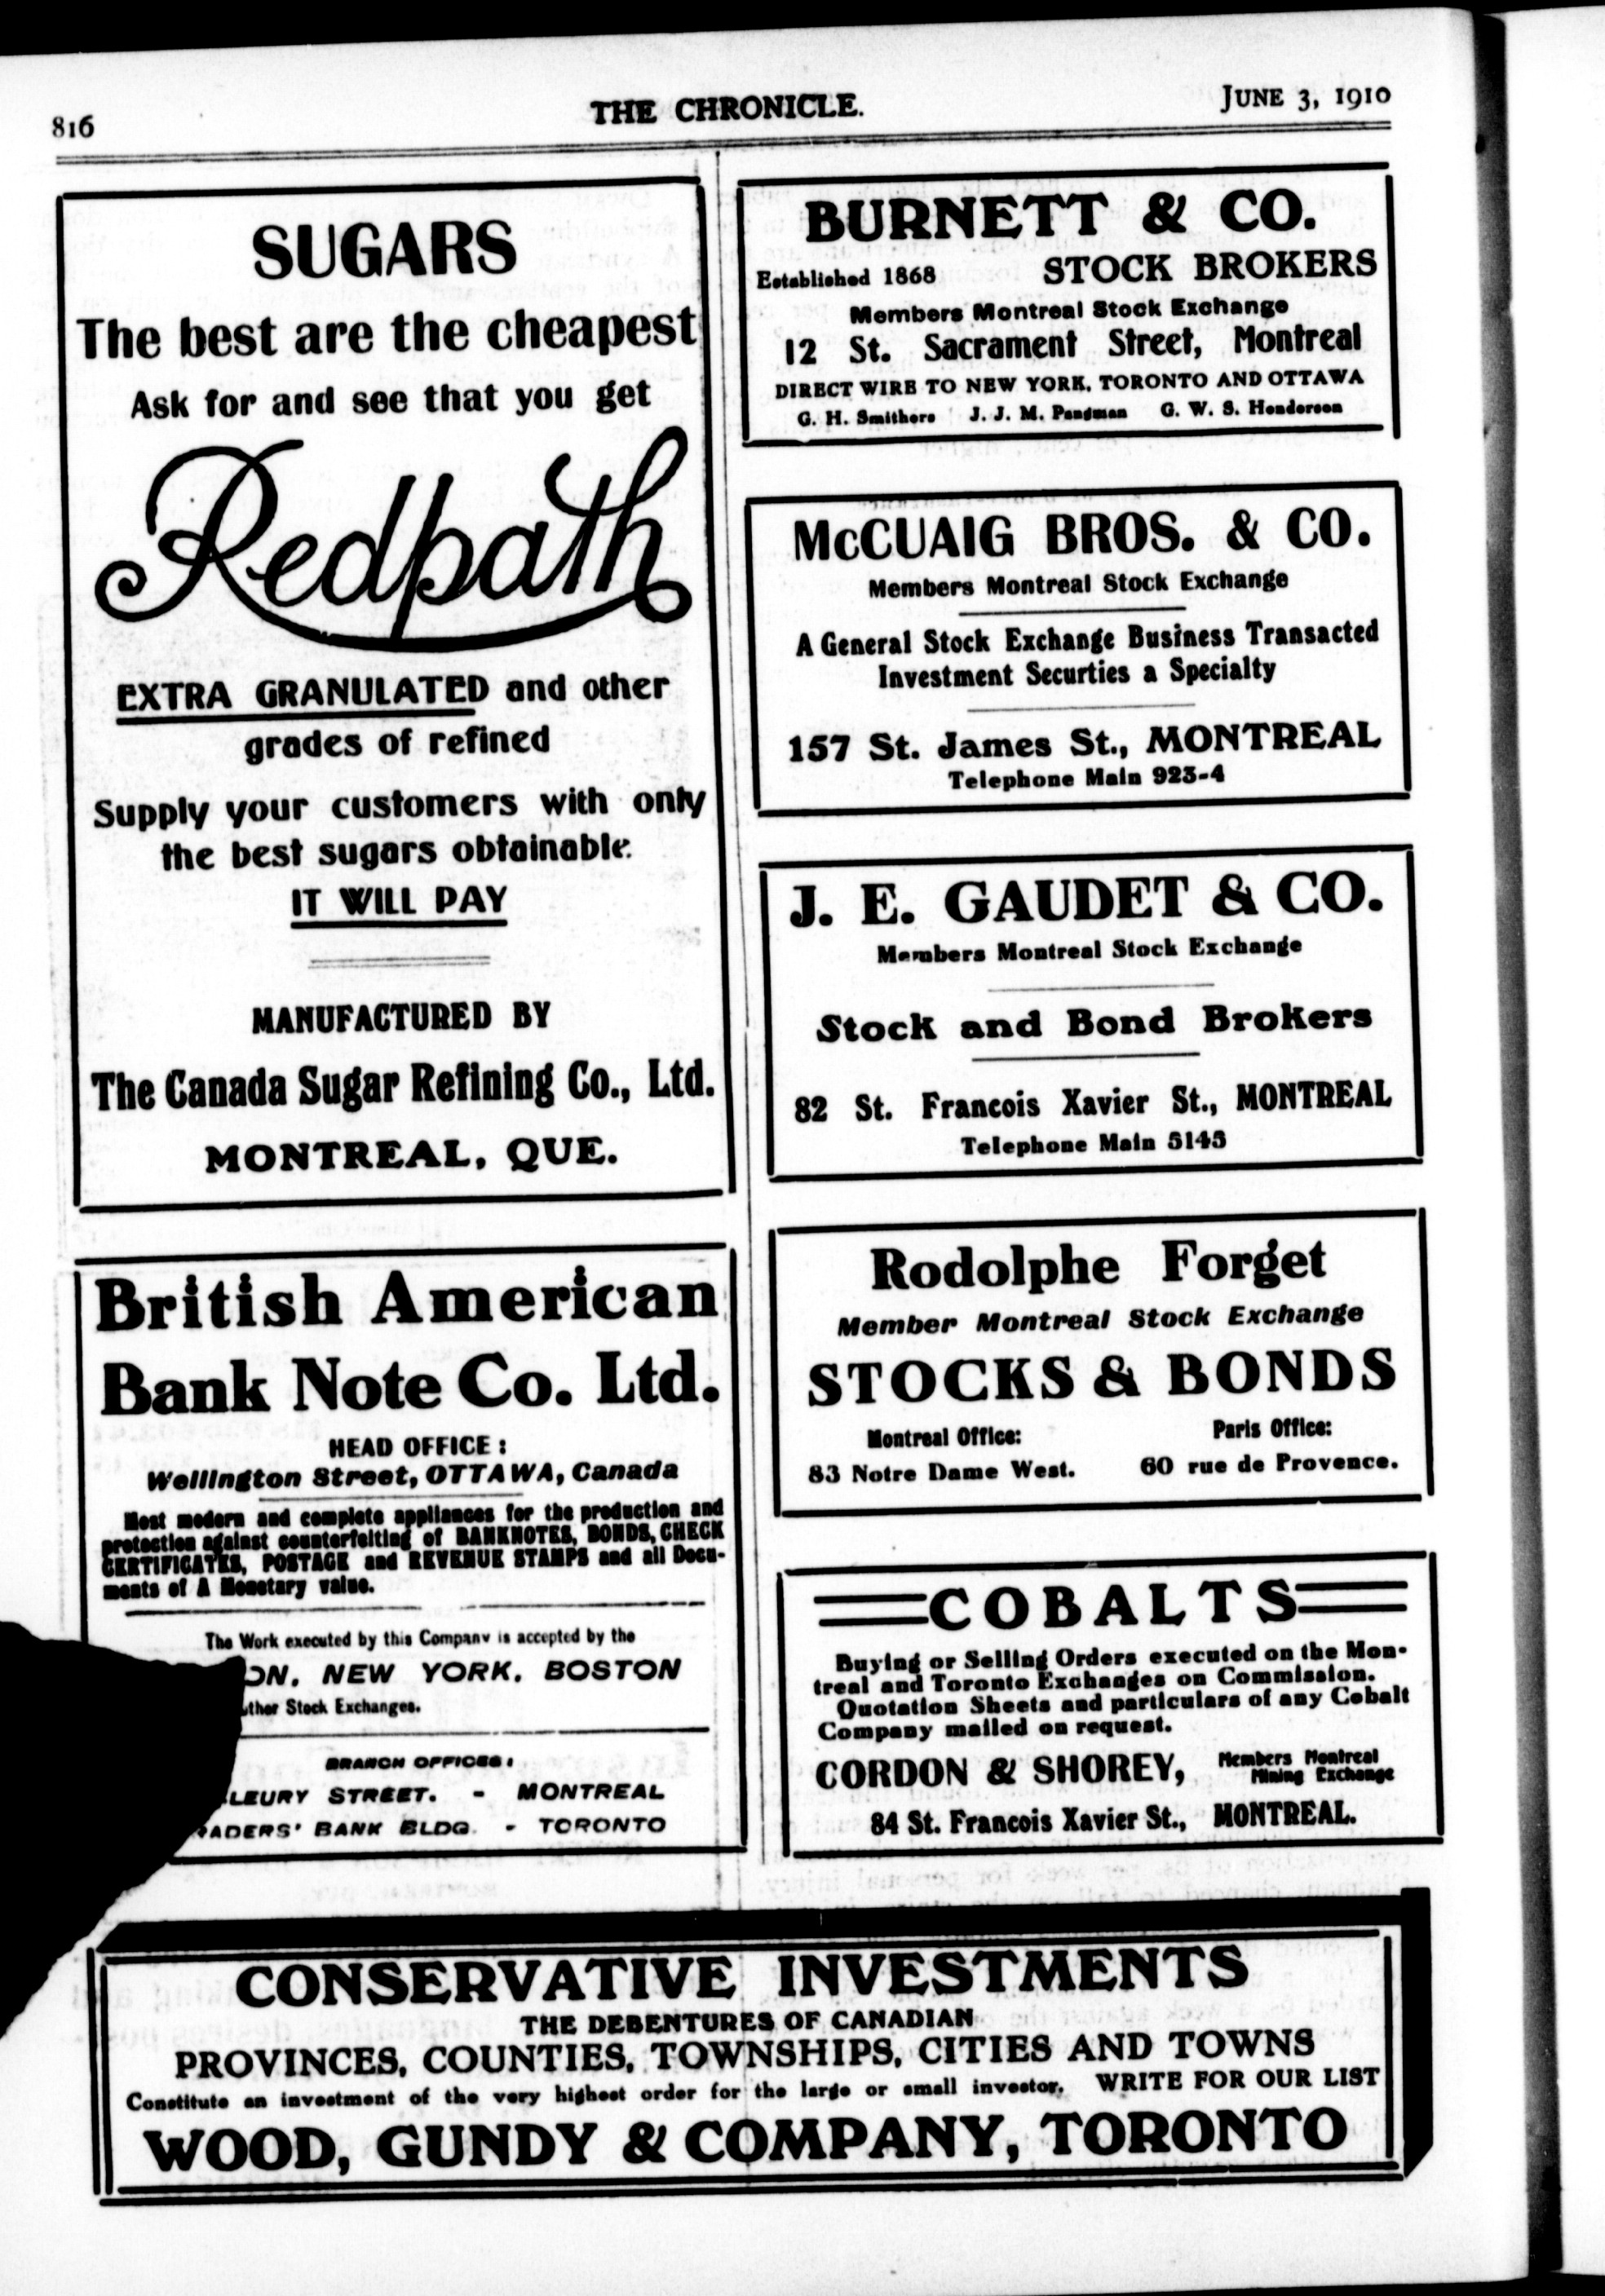 816
THE CHRONICLE.
JUNE 3, 1910
SUGARS
The best are the cheapest
Ask for and see that you get
Redpath
EXTRA GRANULATED and other
grades of refined
Supply your customers with only
the best sugars obtainable.
IT WILL PAY
MANUFACTURED BY
The Canada Sugar Refining Co., Ltd.
MONTREAL, QUE.
British American
Bank Note Co. Ltd.
HEAD OFFICE :
Wellington Street, OTTAWA, Canada
Most modern and complete appliances for the production and
protection against counterfeiting of BANKNOTES, BONDS, CHECK
CERTIFICATES, POSTAGE and REVENUE STAMPS and all Docu-
ments of A Monetary value.
The Work executed by this Company is accepted by the
NEW YORK, BOSTON
Stock Exchanges.
BRANCH OFFICES :
STREET. - MONTREAL
BANK BLDG. - TORONTO
BURNETT & CO.
Established 1868 STOCK BROKERS
Members Montreal Stock Exchange
12 St. Sacrament Street, Montreal
DIRECT WIRE TO NEW YORK, TORONTO AND OTTAWA
G. H. Smithers J. J. M. Pangman G. W. S. Henderson
McCUAIG BROS. & CO.
Members Montreal Stock Exchange
A General Stock Exchange Business Transacted
Investment Securties a Specialty
157 St. James St., MONTREAL
Telephone Main 923-4
J. E. GAUDET & CO.
Members Montreal Stock Exchange
Stock and Bond Brokers
82 St. Francois Xavier St., MONTREAL
Telephone Main 5145
Rodolphe Forget
Member Montreal Stock Exchange
STOCKS & BONDS
Montreal Office: Paris Office:
83 Notre Dame West. 60 rue de Provence.
COBALTS
Buying or Selling Orders executed on the Mon-
treal and Toronto Exchanges on Commission.
Quotation Sheets and particulars of any Cobalt
Company mailed on request.
CORDON & SHOREY, Members Montreal
Mining Exchange
84 St. Francois Xavier St., MONTREAL.
CONSERVATIVE INVESTMENTS
THE DEBENTURES OF CANADIAN
PROVINCES, COUNTIES, TOWNSHIPS, CITIES AND TOWNS
Constitute an investment of the very highest order for the large or small investor. WRITE FOR OUR LIST
WOOD, GUNDY & COMPANY, TORONTO